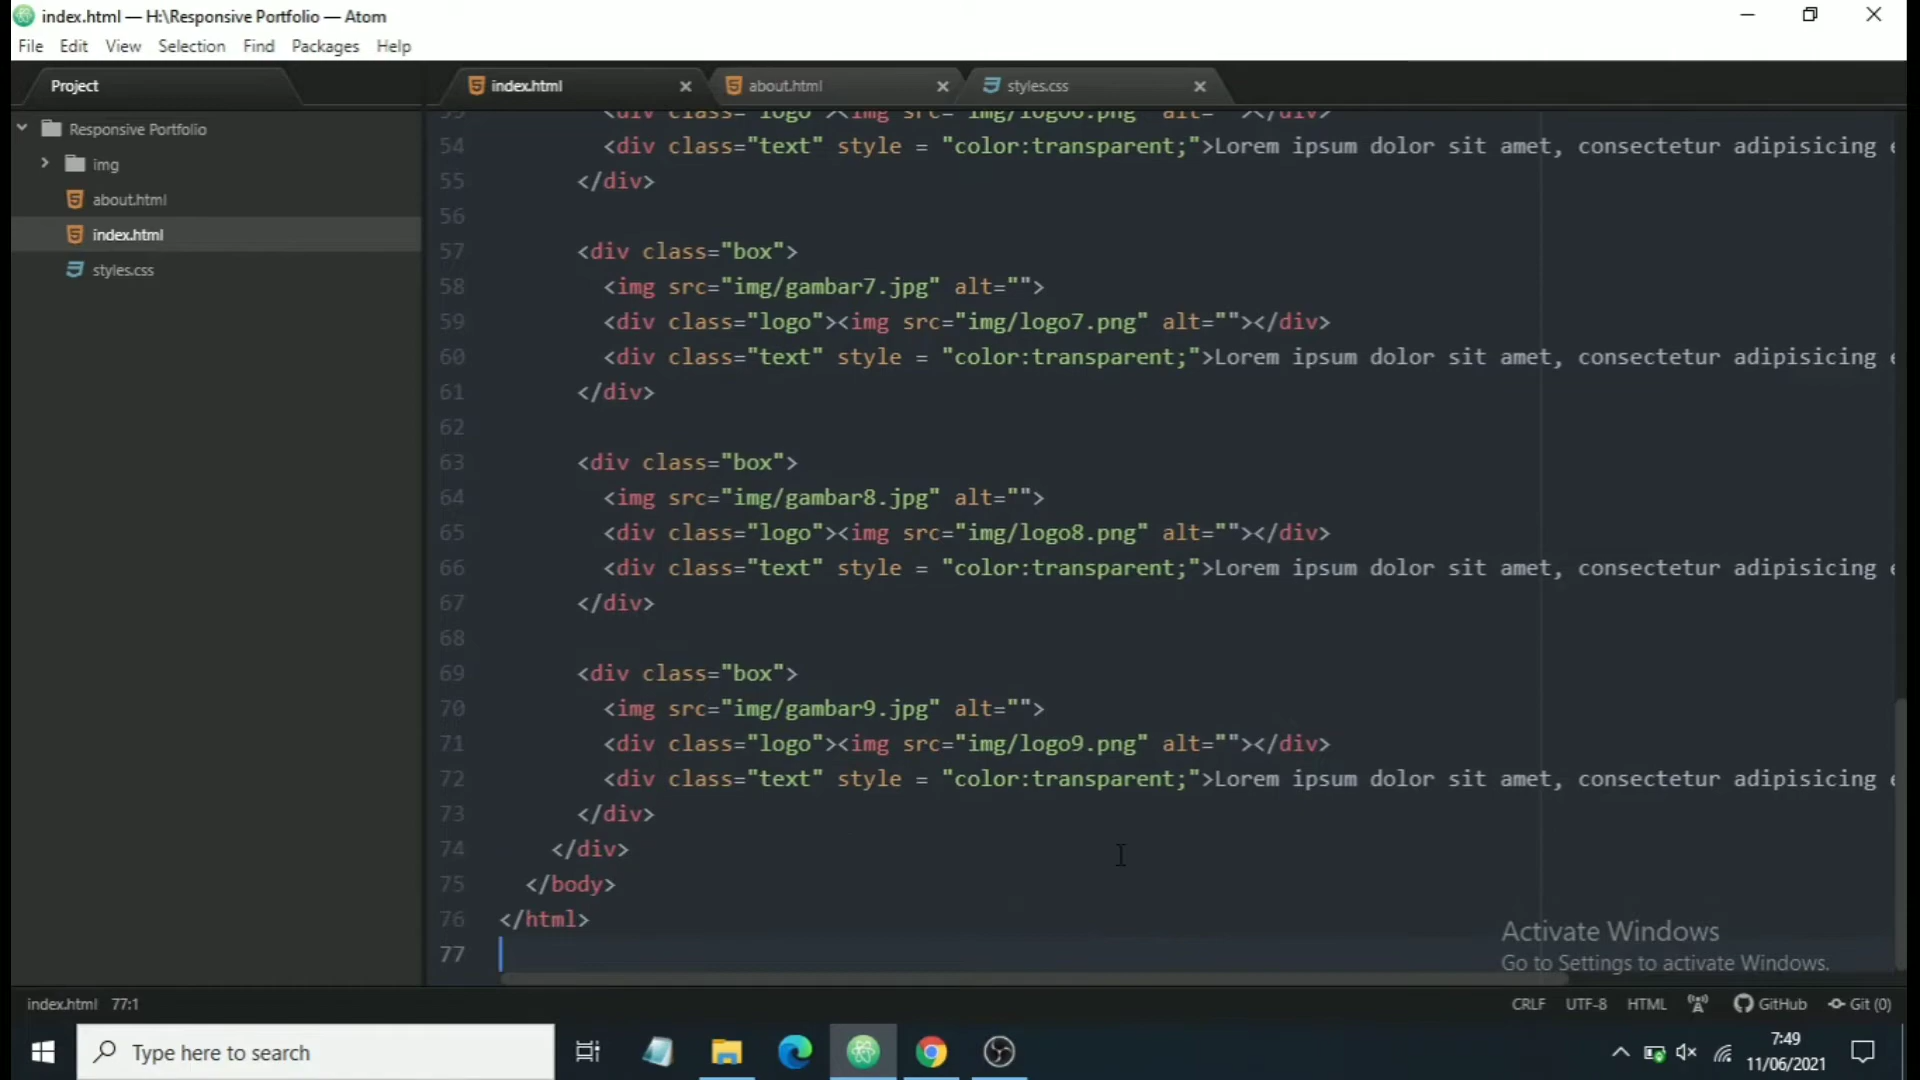 index.html — H:\Responsive Portfolio — Atom
File Edit View Selection Find Packages Help
Project
index.html
about.html
styles.css
Responsive Portfolio
img
about.html
index.html
styles.css
<div class="logo"><img src="img/logo6.png" alt=""></div>
54 <div class="text" style = "color:transparent;">Lorem ipsum dolor sit amet, consectetur adipisicing
55 </div>
56
57 <div class="box">
58 <img src="img/gambar7.jpg" alt="">
59 <div class="logo"><img src="img/logo7.png" alt=""></div>
60 <div class="text" style = "color:transparent;">Lorem ipsum dolor sit amet, consectetur adipisicing
61 </div>
62
63 <div class="box">
64 <img src="img/gambar8.jpg" alt="">
65 <div class="logo"><img src="img/logo8.png" alt=""></div>
66 <div class="text" style = "color:transparent;">Lorem ipsum dolor sit amet, consectetur adipisicing
67 </div>
68
69 <div class="box">
70 <img src="img/gambar9.jpg" alt="">
71 <div class="logo"><img src="img/logo9.png" alt=""></div>
72 <div class="text" style = "color:transparent;">Lorem ipsum dolor sit amet, consectetur adipisicing
73 </div>
74 </div>
75 </body>
76 </html>
77
Activate Windows
Go to Settings to activate Windows.
index.html 77:1
CRLF UTF-8 HTML GitHub Git (0)
Type here to search
7:49
11/06/2021